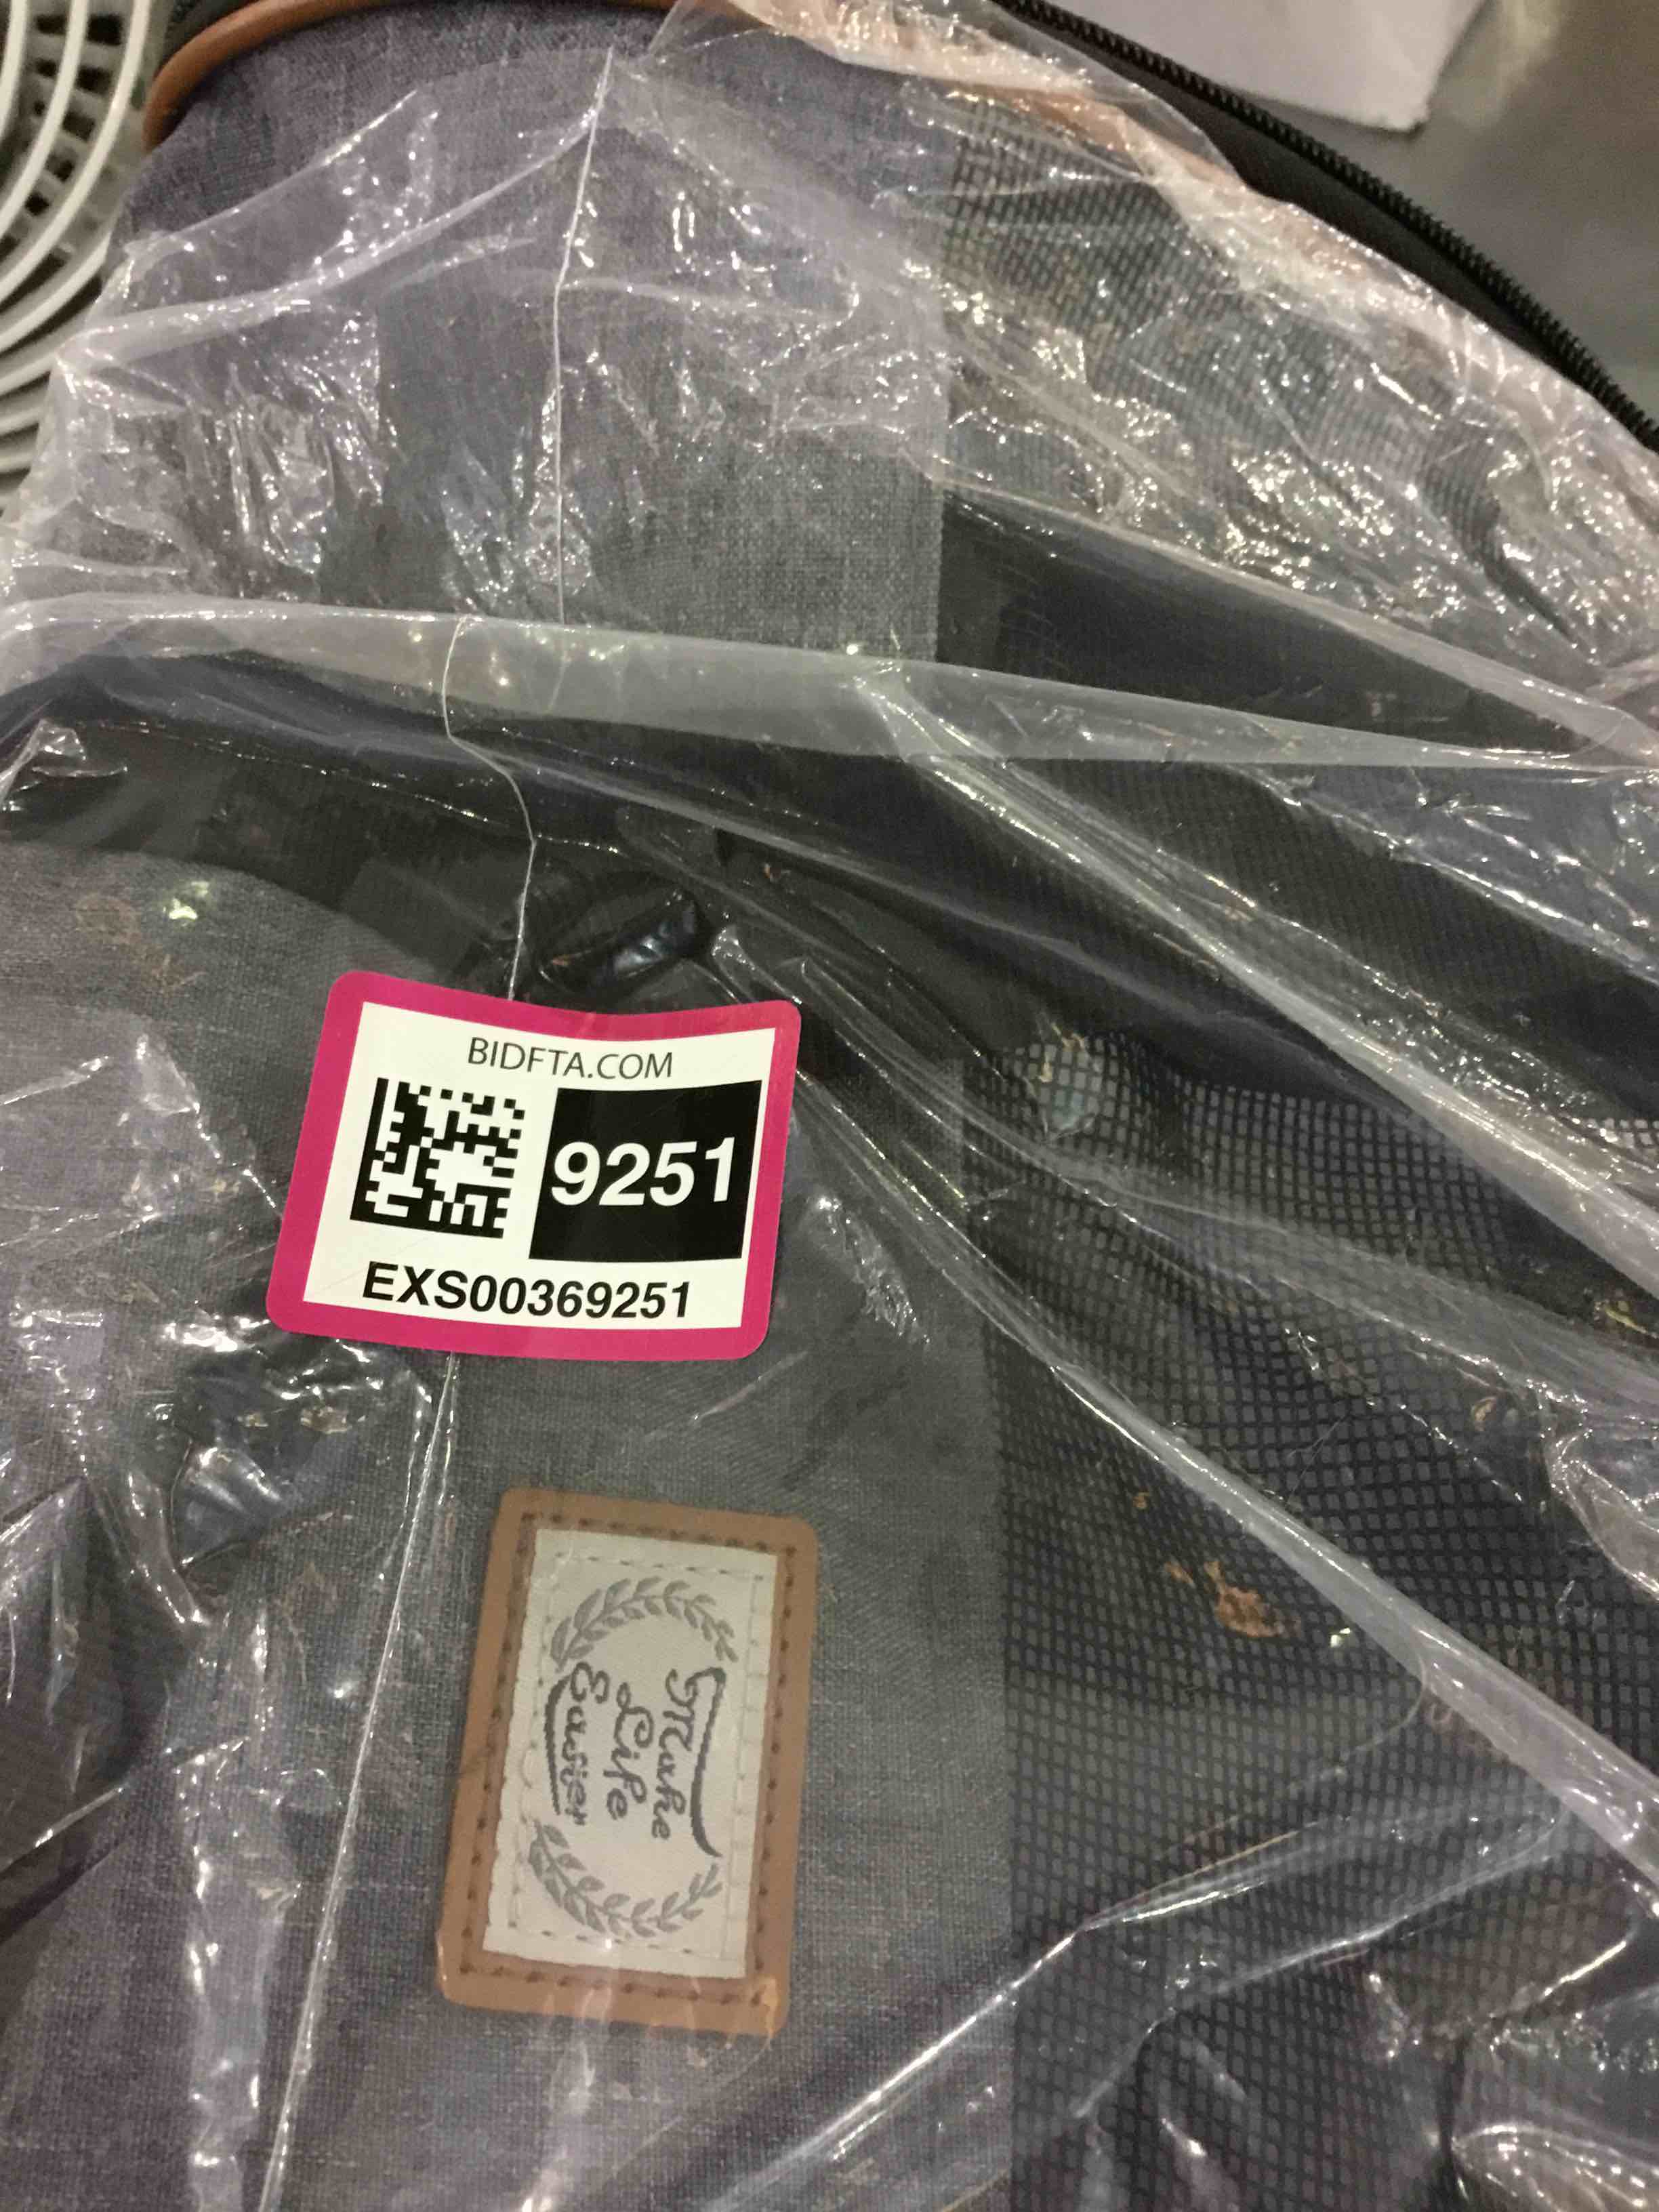 BIDFTA.COM
9251
EXS00369251
Make
Life
Easier